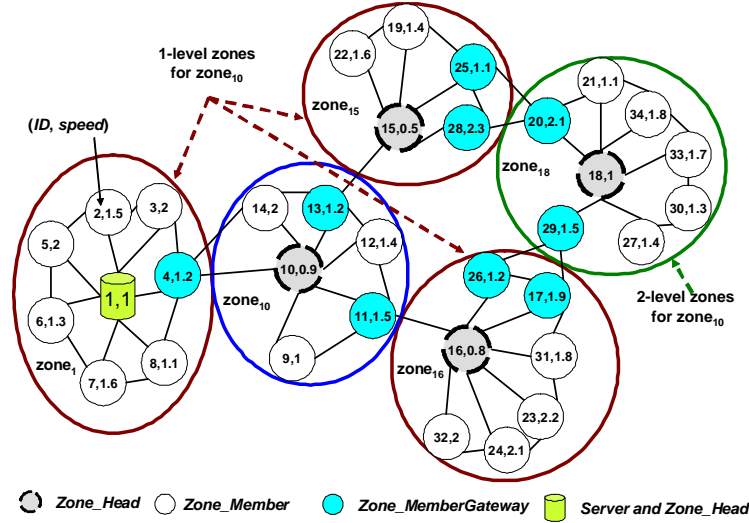 19,1.4
1-level zones
for zone10
22,1.6
25,1.1
21,1.1
zone15
34,1.8
(ID, speed)
15,0.5
28,2.3
20,2.1
33,1.7
zone18
18,1
2,1.5
3,2
14,2
13,1.2
30,1.3
5,2
29,1.5
27,1.4
12,1.4
4,1.2
10,0.9
26,1.2
1,1
zone10
17,1.9
2-level zones
for zone10
6,1.3
11,1.5
16,0.8
31,1.8
zone1
8,1.1
9,1
zone16
7,1.6
23,2.2
32,2
24,2.1
Zone_Head
Zone_Member
Zone_MemberGateway
Server and Zone_Head